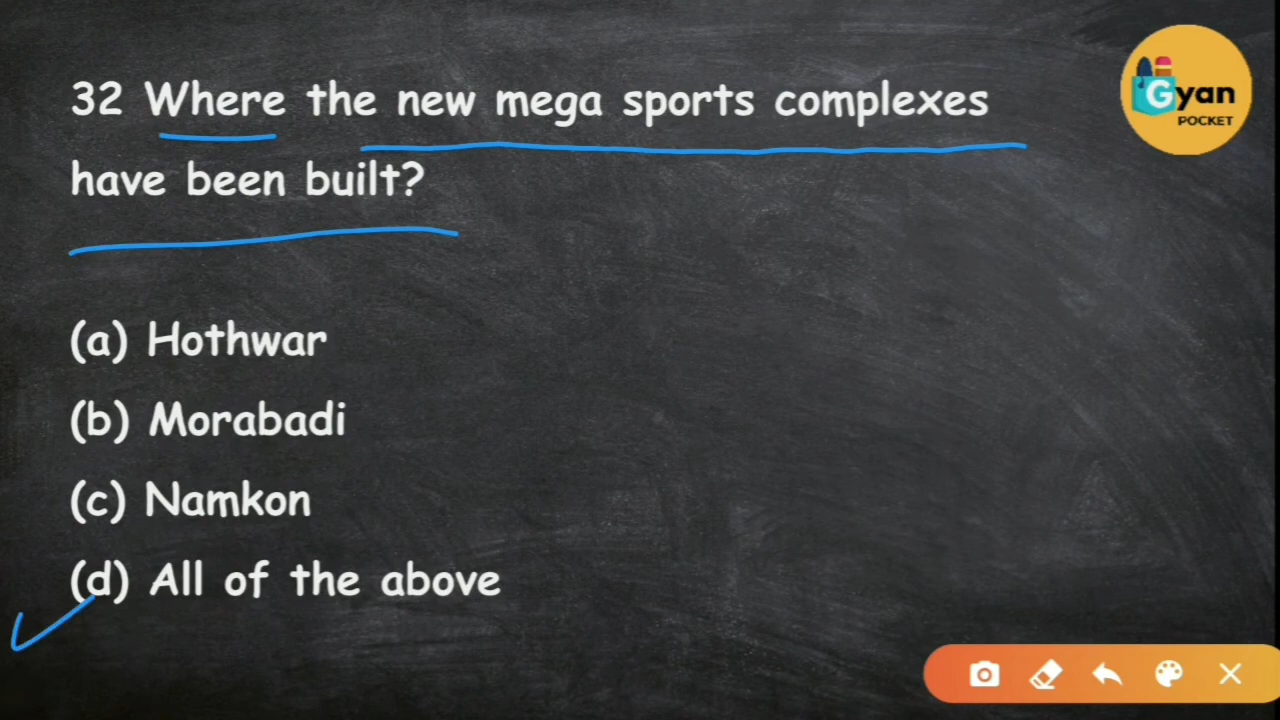 32 Where the new mega sports complexes
have been built?
(a) Hothwar
(b) Morabadi
(c) Namkon
(d) All of the above
Gyan
POCKET